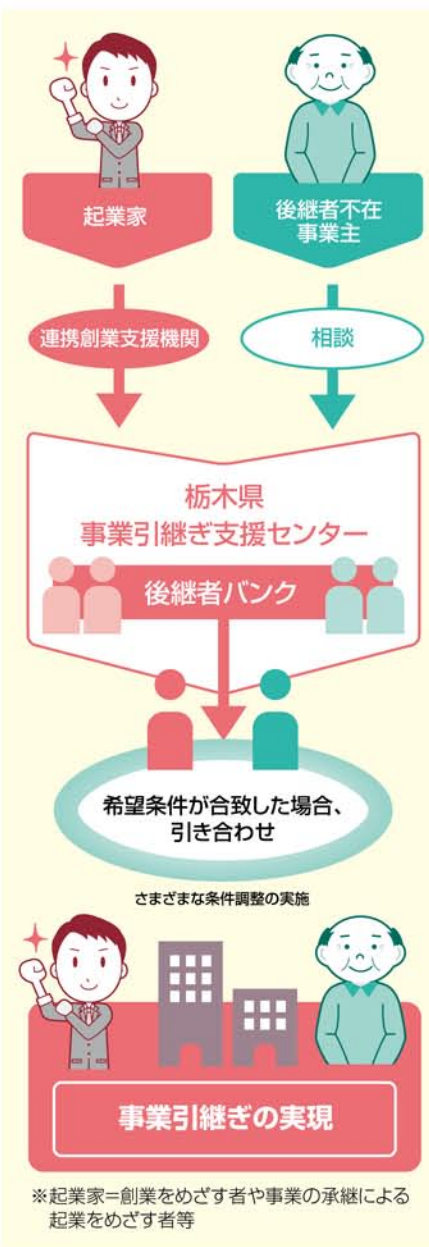 起業家
後継者不在
事業主
連携創業支援機関
相談
栃木県
事業引継ぎ支援センター
後継者バンク
希望条件が合致した場合、
引き合わせ
さまざまな条件調整の実施
事業引継ぎの実現
※起業家=創業をめざす者や事業の承継による
起業をめざす者等